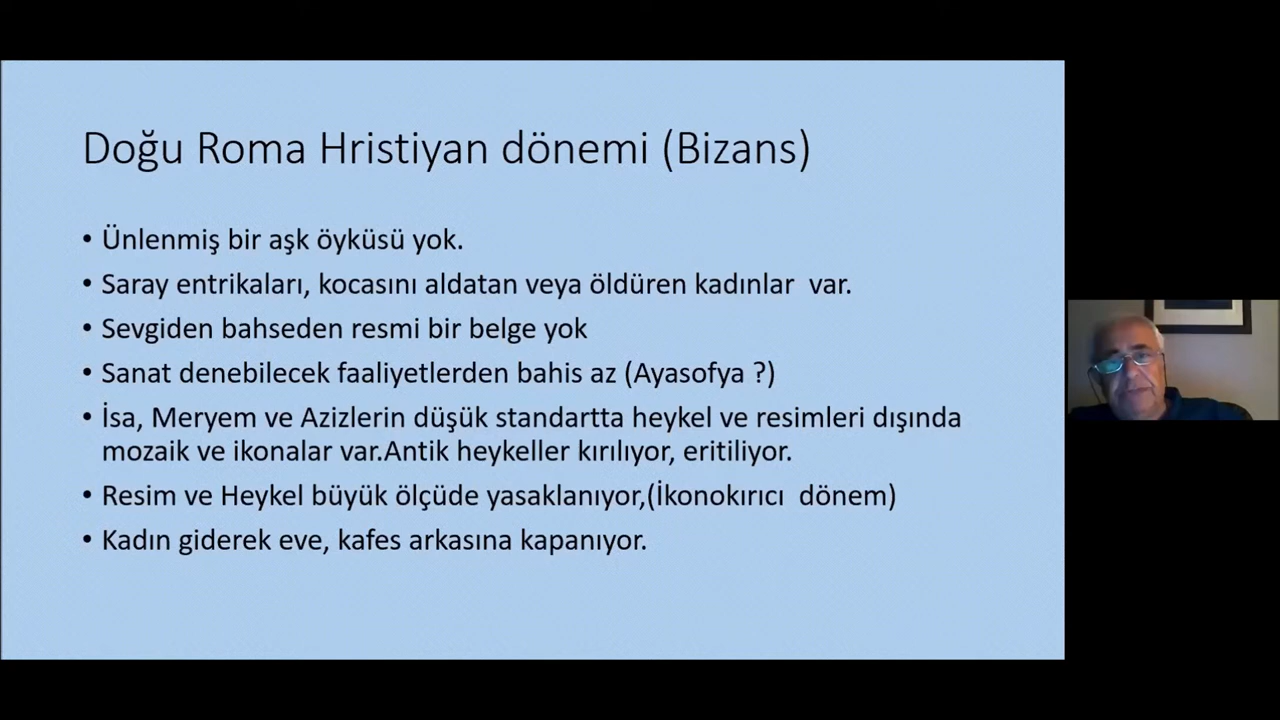 Doğu Roma Hristiyan dönemi (Bizans)
• Ünlenmiş bir aşk öyküsü yok.
• Saray entrikaları, kocasını aldatan veya öldüren kadınlar  var.
• Sevgiden bahseden resmi bir belge yok
• Sanat denebilecek faaliyetlerden bahis az (Ayasofya ?)
• İsa, Meryem ve Azizlerin düşük standartta heykel ve resimleri dışında
mozaik ve ikonalar var.Antik heykeller kırılıyor, eritiliyor.
• Resim ve Heykel büyük ölçüde yasaklanıyor,(İkonokırıcı  dönem)
• Kadın giderek eve, kafes arkasına kapanıyor.